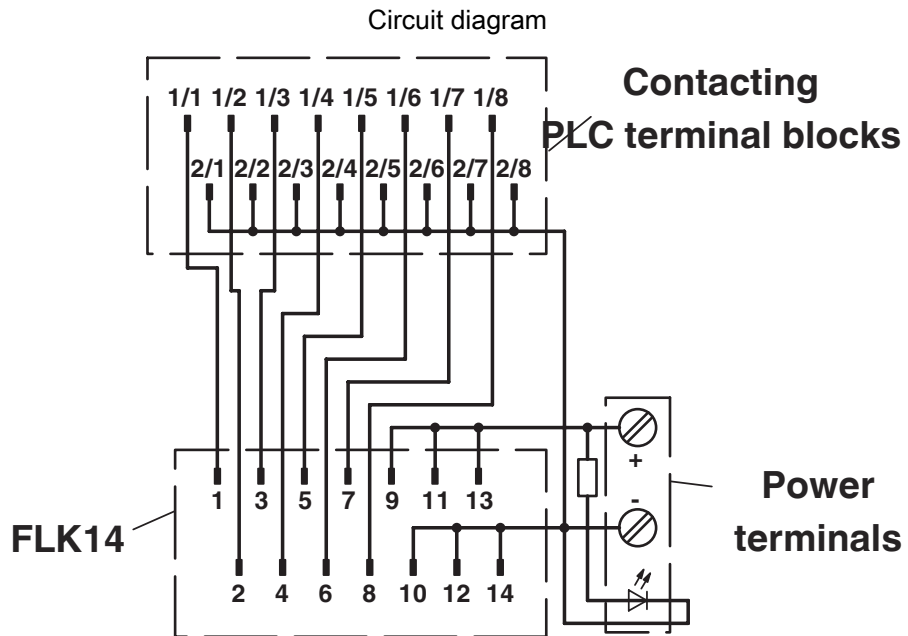 Circuit diagram
Contacting
PLC terminal blocks
1/1 1/2 1/3 1/4 1/5 1/6 1/7 1/8
2/1 2/2 2/3 2/4 2/5 2/6 2/7 2/8
+
-
1 3 5 7 9 11 13
Power
terminals
FLK14
2 4 6 8 10 12 14